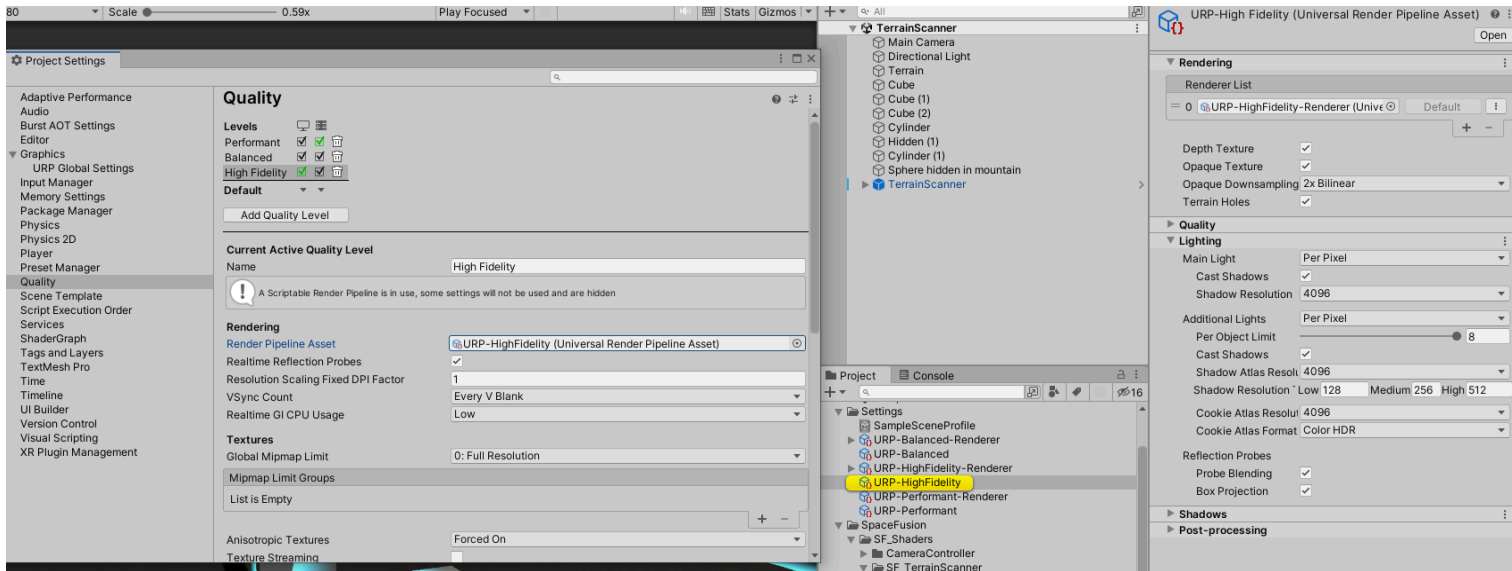 80
Scale
0.59x
Play Focused
Stats
Gizmos
Project Settings
Adaptive Performance
Audio
Burst AOT Settings
Editor
Graphics
URP Global Settings
Input Manager
Memory Settings
Package Manager
Physics
Physics 2D
Player
Preset Manager
Quality
Scene Template
Script Execution Order
Services
ShaderGraph
Tags and Layers
TextMesh Pro
Time
Timeline
UI Builder
Version Control
Visual Scripting
XR Plugin Management
Quality
Levels
Performant
Balanced
High Fidelity
Default
Add Quality Level
Current Active Quality Level
Name High Fidelity
A Scriptable Render Pipeline is in use, some settings will not be used and are hidden
Rendering
Render Pipeline Asset URP-HighFidelity (Universal Render Pipeline Asset)
Realtime Reflection Probes
Resolution Scaling Fixed DPI Factor 1
VSync Count Every V Blank
Realtime GI CPU Usage Low
Textures
Global Mipmap Limit 0: Full Resolution
Mipmap Limit Groups
List is Empty
Anisotropic Textures Forced On
Texture Streaming
All
TerrainScanner
Main Camera
Directional Light
Terrain
Cube
Cube (1)
Cube (2)
Cylinder
Hidden (1)
Cylinder (1)
Sphere hidden in mountain
TerrainScanner
Project
Console
16
Settings
SampleSceneProfile
URP-Balanced-Renderer
URP-Balanced
URP-HighFidelity-Renderer
URP-HighFidelity
URP-Performant-Renderer
URP-Performant
SpaceFusion
SF_Shaders
CameraController
SF_TerrainScanner
URP-High Fidelity (Universal Render Pipeline Asset)
Open
Rendering
Renderer List
0 URP-HighFidelity-Renderer (Unive Default
Depth Texture
Opaque Texture
Opaque Downsampling 2x Bilinear
Terrain Holes
Quality
Lighting
Main Light Per Pixel
Cast Shadows
Shadow Resolution 4096
Additional Lights Per Pixel
Per Object Limit 8
Cast Shadows
Shadow Atlas Resolu 4096
Shadow Resolution Low 128 Medium 256 High 512
Cookie Atlas Resolut 4096
Cookie Atlas Format Color HDR
Reflection Probes
Probe Blending
Box Projection
Shadows
Post-processing